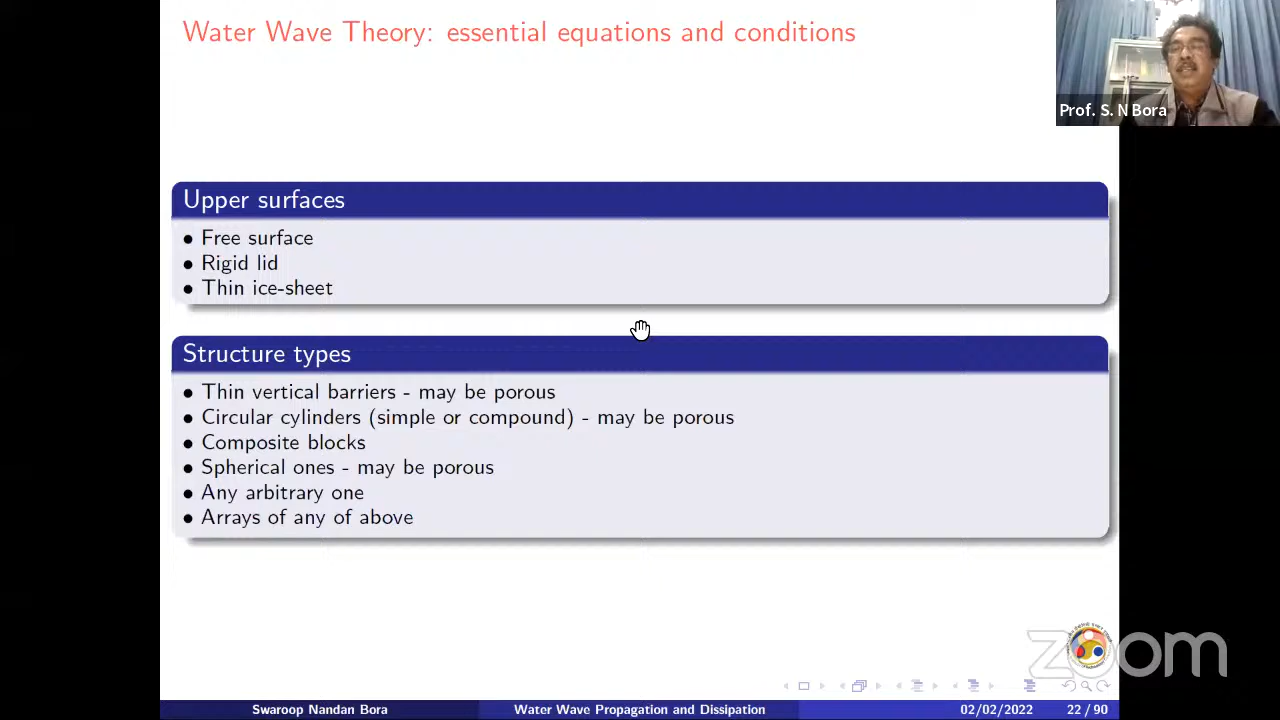 Water Wave Theory: essential equations and conditions
Prof. S. N Bora
Upper surfaces
• Free surface
• Rigid lid
• Thin ice-sheet
Structure types
• Thin vertical barriers - may be porous
• Circular cylinders (simple or compound) - may be porous
• Composite blocks
• Spherical ones - may be porous
• Any arbitrary one
• Arrays of any of above
zoom
Swaroop Nandan Bora Water Wave Propagation and Dissipation 02/02/2022 22 / 90